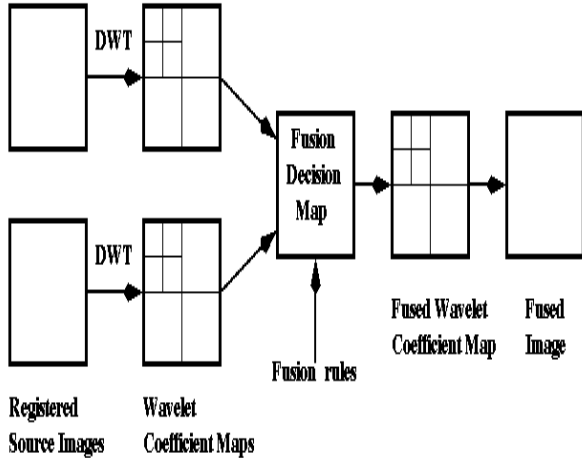 DWT
Fusion
Decision
Map
DWT
Fused Wavelet
Coefficient Map
Fused
Image
Fusion rules
Registered
Source Images
Wavelet
Coefficient Maps